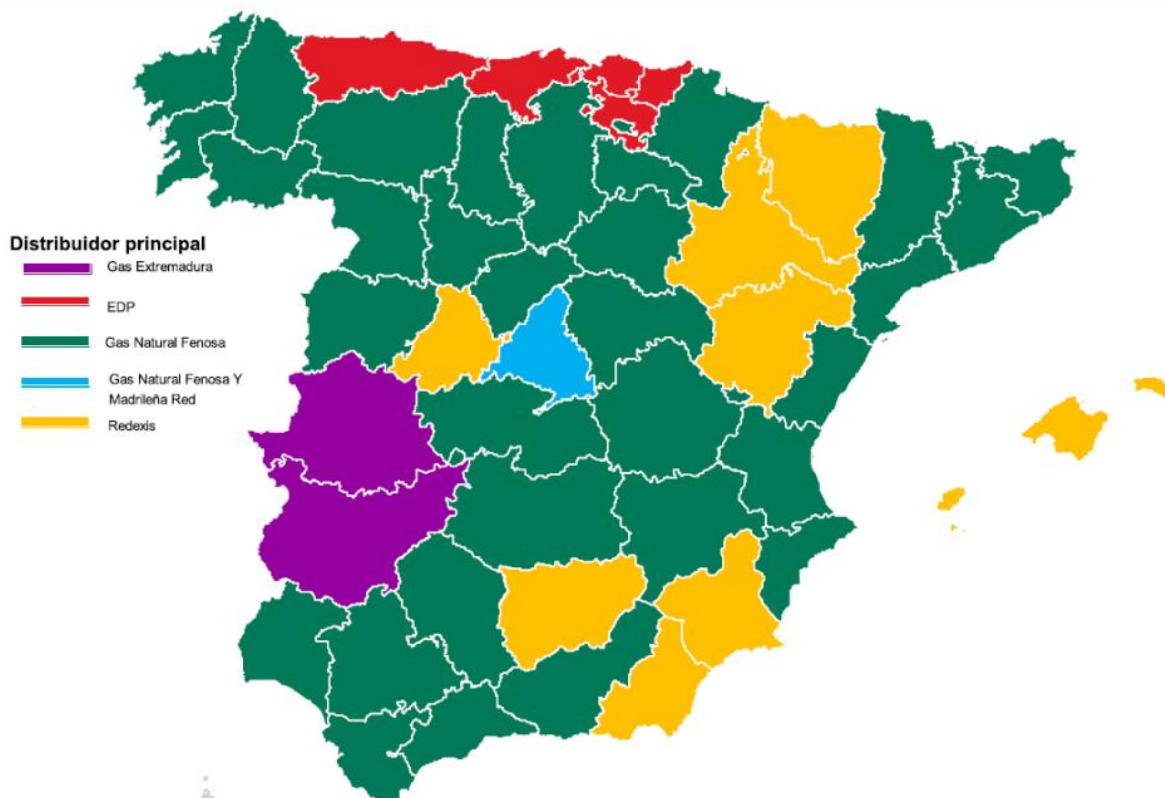 Distribuidor principal
Gas Extremadura
EDP
Gas Natural Fenosa
Gas Natural Fenosa Y
Madrileña Red
Redexis